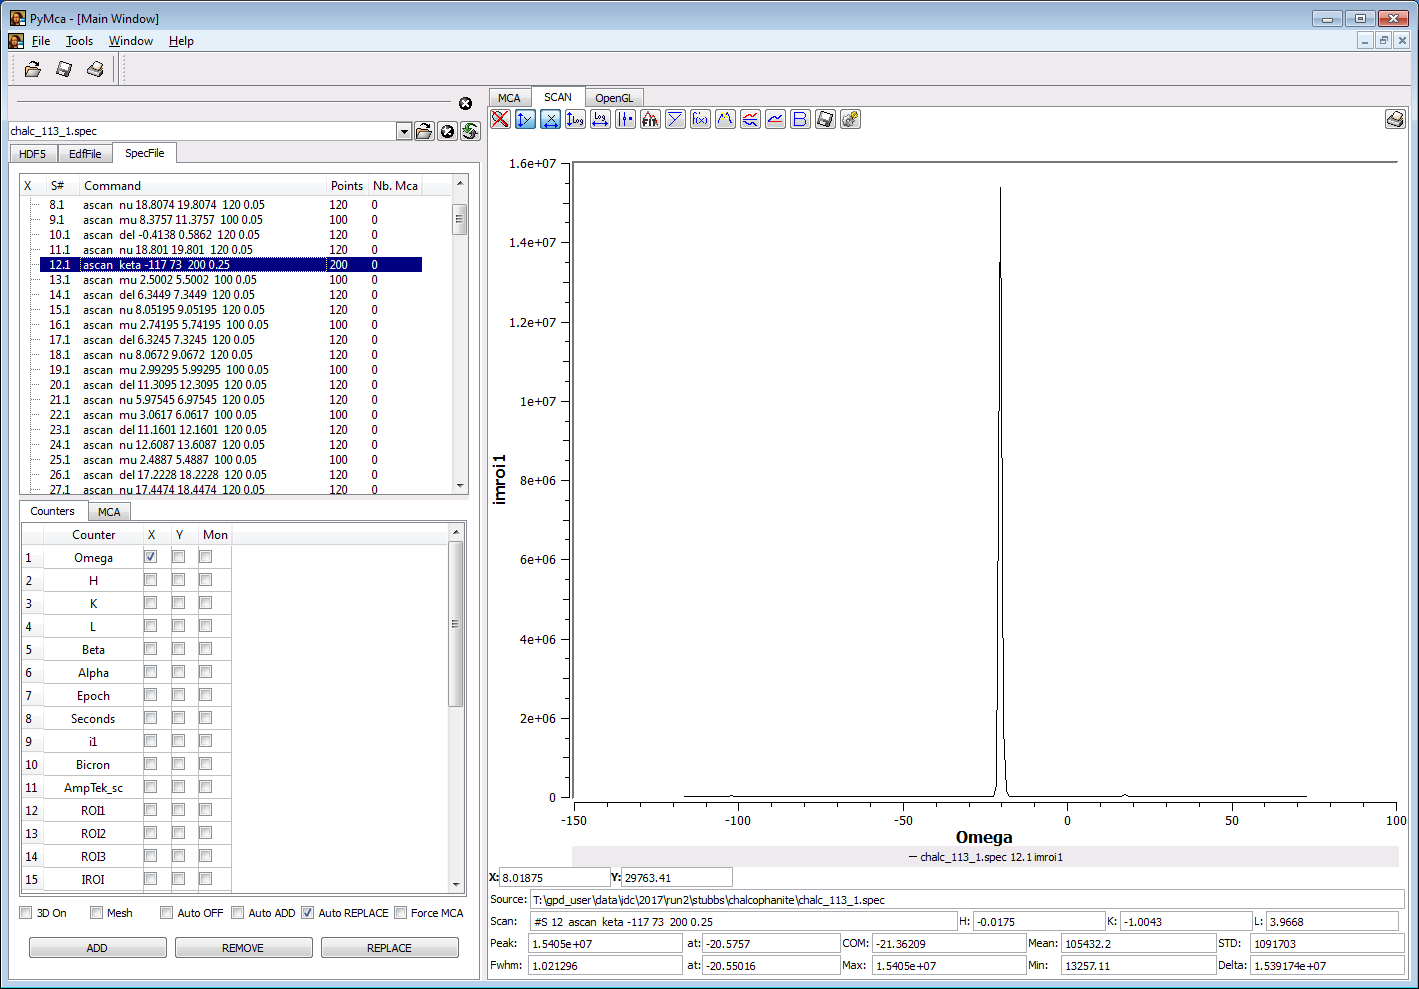 PyMca - [Main Window]
File Tools Window Help
chalc_113_1.spec
HDF5 EdfFile SpecFile
X S# Command Points Nb. Mca
8.1 ascan nu 18.8074 19.8074 120 0.05 120 0
9.1 ascan mu 8.3757 11.3757 100 0.05 100 0
10.1 ascan del -0.4138 0.5862 120 0.05 120 0
11.1 ascan nu 18.801 19.801 120 0.05 120 0
12.1 ascan keta -117 73 200 0.25 200 0
13.1 ascan mu 2.5002 5.5002 100 0.05 100 0
14.1 ascan del 6.3449 7.3449 120 0.05 120 0
15.1 ascan nu 8.05195 9.05195 120 0.05 120 0
16.1 ascan mu 2.74195 5.74195 100 0.05 100 0
17.1 ascan del 6.3245 7.3245 120 0.05 120 0
18.1 ascan nu 8.0672 9.0672 120 0.05 120 0
19.1 ascan mu 2.99295 5.99295 100 0.05 100 0
20.1 ascan del 11.3095 12.3095 120 0.05 120 0
21.1 ascan nu 5.97545 6.97545 120 0.05 120 0
22.1 ascan mu 3.0617 6.0617 100 0.05 100 0
23.1 ascan del 11.1601 12.1601 120 0.05 120 0
24.1 ascan nu 12.6087 13.6087 120 0.05 120 0
25.1 ascan mu 2.4887 5.4887 100 0.05 100 0
26.1 ascan del 17.2228 18.2228 120 0.05 120 0
27.1 ascan nu 17.4474 18.4474 120 0.05 120 0
Counters MCA
Counter X Y Mon
1 Omega
2 H
3 K
4 L
5 Beta
6 Alpha
7 Epoch
8 Seconds
9 i1
10 Bicron
11 AmpTek_sc
12 ROI1
13 ROI2
14 ROI3
15 IROI
3D On Mesh Auto OFF Auto ADD Auto REPLACE Force MCA
ADD REMOVE REPLACE
MCA SCAN OpenGL
Log Log FIT f(x) B
1.6e+07
1.4e+07
1.2e+07
1e+07
8e+06
6e+06
4e+06
2e+06
0
imroi1
-150 -100 -50 0 50 100
Omega
chalc_113_1.spec 12.1 imroi1
X: 8.01875 Y: 29763.41
Source: T:\gpd_user\data\idc\2017\run2\stubbs\chalcophanite\chalc_113_1.spec
Scan: #S 12 ascan keta -117 73 200 0.25 H: -0.0175 K: -1.0043 L: 3.9668
Peak: 1.5405e+07 at: -20.5757 COM: -21.36209 Mean: 105432.2 STD: 1091703
Fwhm: 1.021296 at: -20.55016 Max: 1.5405e+07 Min: 13257.11 Delta: 1.539174e+07